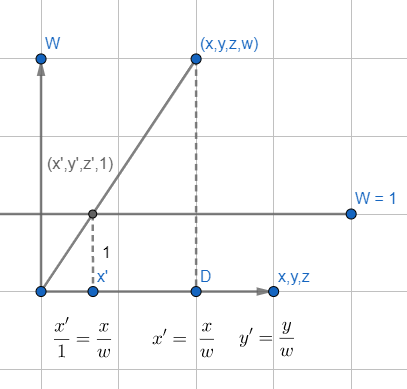 W
(x,y,z,w)
(x',y',z',1)
W = 1
1
x'
D
x,y,z
x'/1 = x/w x' = x/w y' = y/w